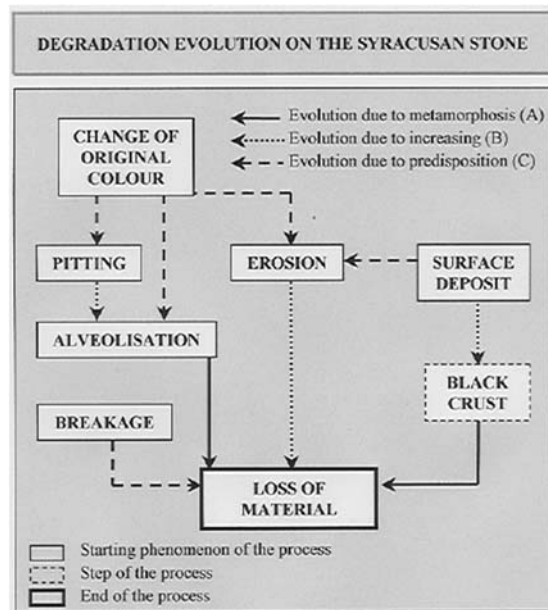 DEGRADATION EVOLUTION ON THE SYRACUSAN STONE
Evolution due to metamorphosis (A)
Evolution due to increasing (B)
Evolution due to predisposition (C)
CHANGE OF
ORIGINAL
COLOUR
PITTING
EROSION
SURFACE
DEPOSIT
ALVEOLISATION
BLACK
CRUST
BREAKAGE
LOSS OF
MATERIAL
Starting phenomenon of the process
Step of the process
End of the process